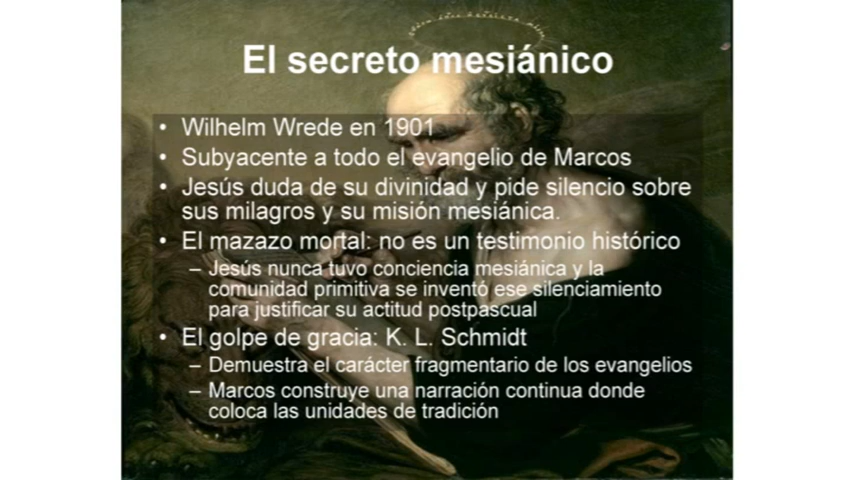 El secreto mesiánico
• Wilhelm Wrede en 1901
• Subyacente a todo el evangelio de Marcos
• Jesús duda de su divinidad y pide silencio sobre
sus milagros y su misión mesiánica.
• El mazazo mortal: no es un testimonio histórico
– Jesús nunca tuvo conciencia mesiánica y la
comunidad primitiva se inventó ese silenciamiento
para justificar su actitud postpascual
• El golpe de gracia: K. L. Schmidt
– Demuestra el carácter fragmentario de los evangelios
– Marcos construye una narración continua donde
coloca las unidades de tradición